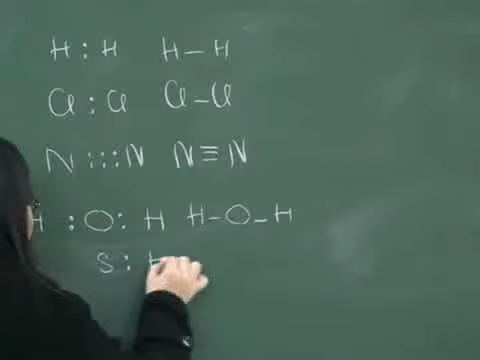 H : H H – H
Cl : Cl Cl – Cl
N ::: N N ≡ N
H : O : H H – O – H
S : H